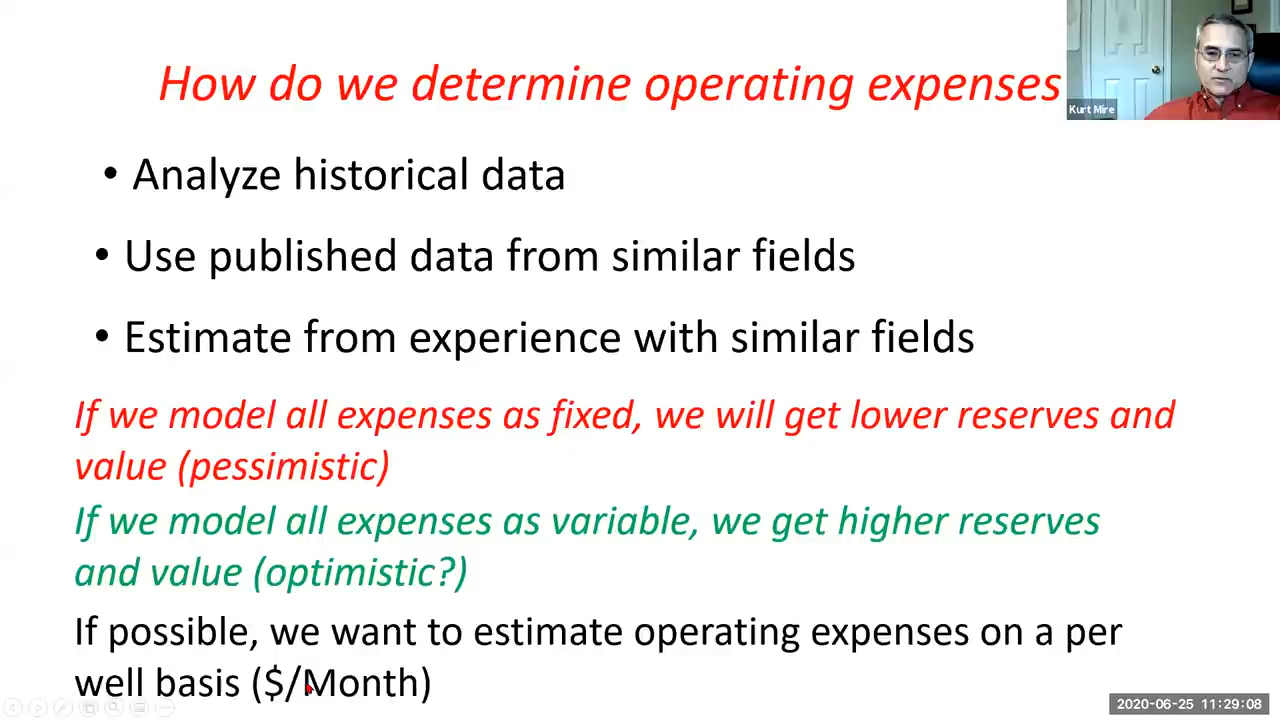 How do we determine operating expenses
Kurt Mire
• Analyze historical data
• Use published data from similar fields
• Estimate from experience with similar fields
If we model all expenses as fixed, we will get lower reserves and
value (pessimistic)
If we model all expenses as variable, we get higher reserves
and value (optimistic?)
If possible, we want to estimate operating expenses on a per
well basis ($/Month)
2020-06-25 11:29:08